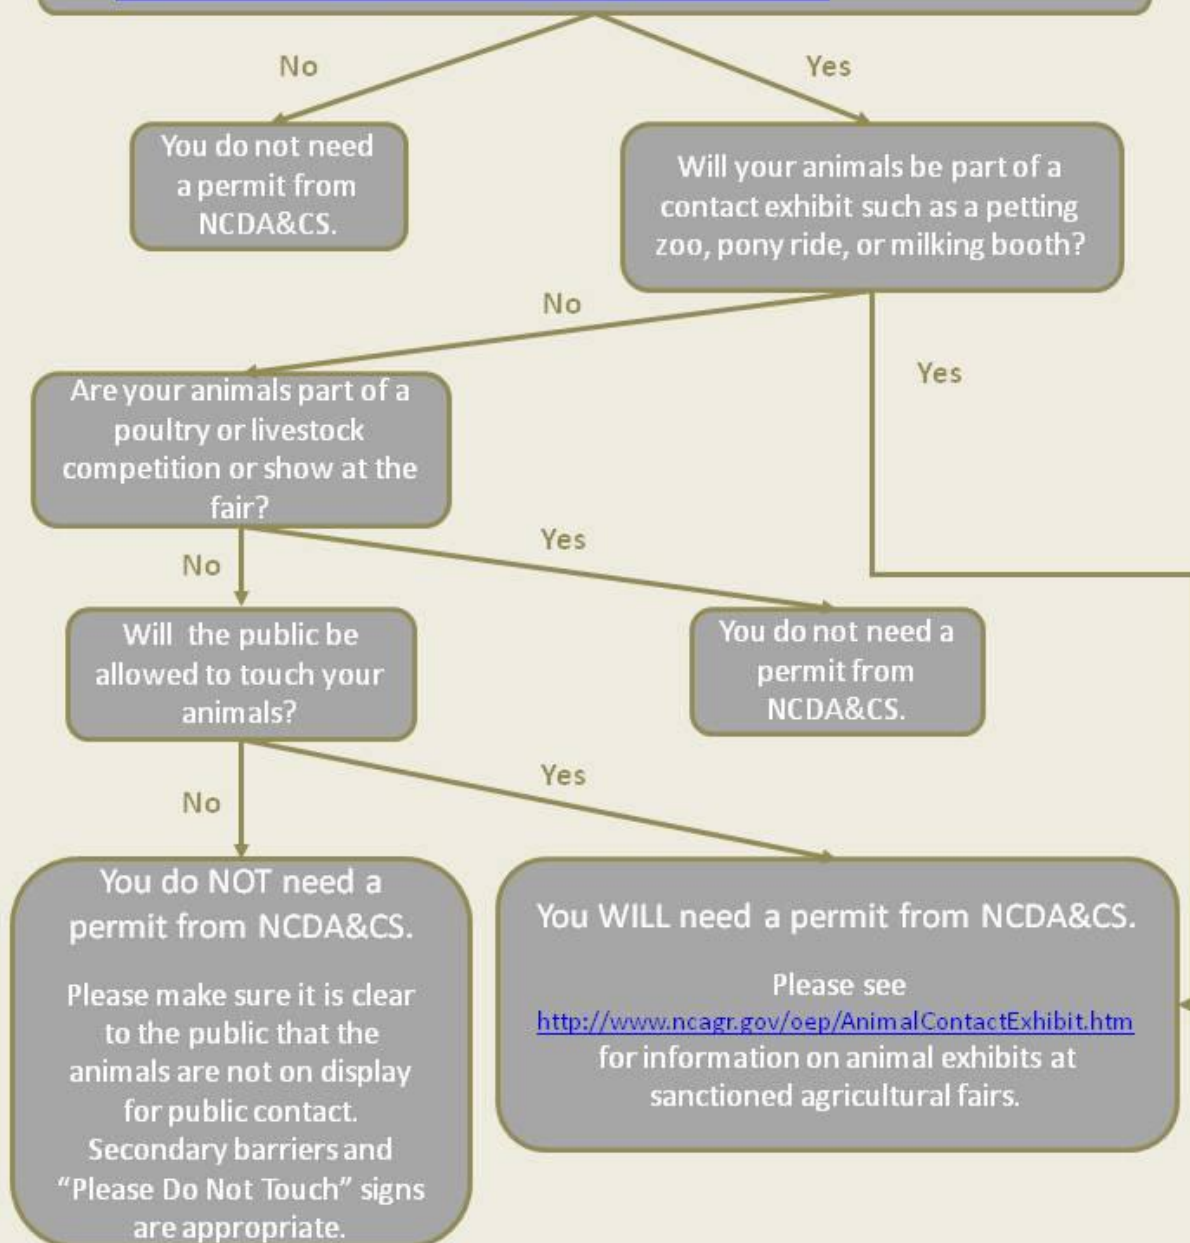 No
Yes
You do not need
a permit from
NCDA&CS.
Will your animals be part of a
contact exhibit such as a petting
zoo, pony ride, or milking booth?
No
Yes
Are your animals part of a
poultry or livestock
competition or show at the
fair?
No
Yes
Will the public be
allowed to touch your
animals?
You do not need a
permit from
NCDA&CS.
No
Yes
You do NOT need a
permit from NCDA&CS.
Please make sure it is clear
to the public that the
animals are not on display
for public contact.
Secondary barriers and
“Please Do Not Touch” signs
are appropriate.
You WILL need a permit from NCDA&CS.
Please see
http://www.ncagr.gov/oep/AnimalContactExhibit.htm
for information on animal exhibits at
sanctioned agricultural fairs.